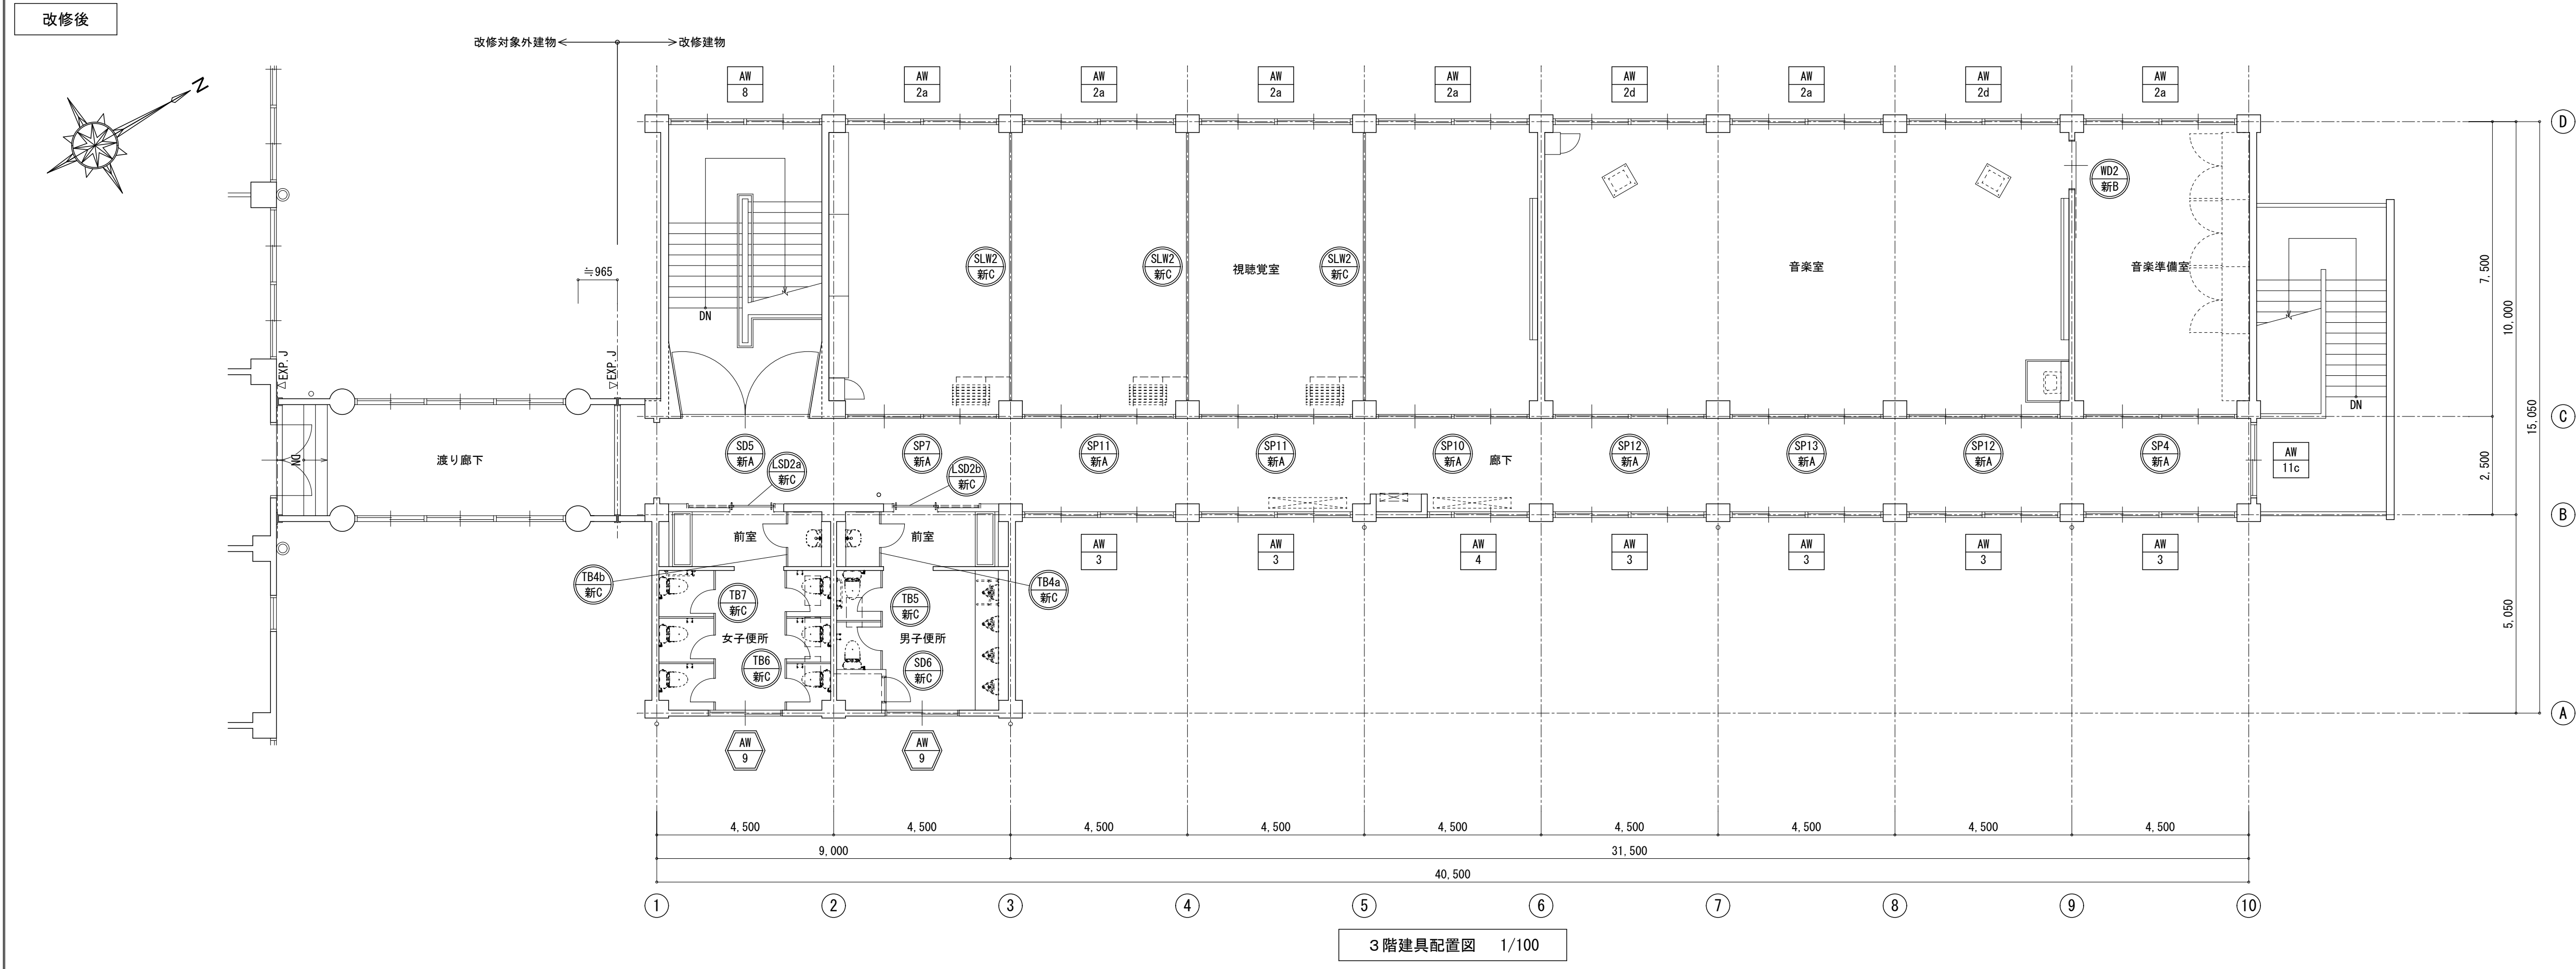 改修後
改修対象外建物
改修建物
N
AW
8
AW
2a
AW
2a
AW
2a
AW
2a
AW
2d
AW
2a
AW
2d
AW
2a
D
WD2
新B
≒965
SLW2
新C
SLW2
新C
視聴覚室
SLW2
新C
音楽室
音楽準備室
7,500
10,000
15,050
DN
EXP.J
EXP.J
DN
C
渡り廊下
DN
SD5
新A
LSD2a
新C
SP7
新A
LSD2b
新C
SP11
新A
SP11
新A
SP10
新A
廊下
SP12
新A
SP13
新A
SP12
新A
SP4
新A
AW
11c
2,500
B
前室
前室
AW
3
AW
3
AW
4
AW
3
AW
3
AW
3
AW
3
TB4b
新C
TB4a
新C
TB7
新C
TB5
新C
女子便所
男子便所
TB6
新C
SD6
新C
5,050
A
AW
9
AW
9
4,500
4,500
4,500
4,500
4,500
4,500
4,500
4,500
4,500
9,000
31,500
40,500
1
2
3
4
5
6
7
8
9
10
3階建具配置図 1/100